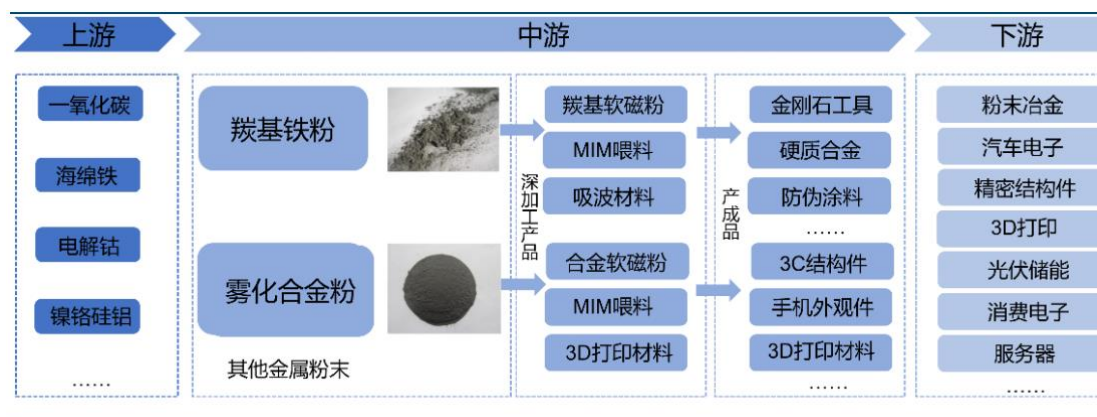 上游
中游
下游
一氧化碳
海绵铁
电解钴
镍铬硅铝
……
羰基铁粉
雾化合金粉
其他金属粉末
深加工产品
羰基软磁粉
MIM喂料
吸波材料
合金软磁粉
MIM喂料
3D打印材料
产成品
金刚石工具
硬质合金
防伪涂料
……
3C结构件
手机外观件
3D打印材料
……
粉末冶金
汽车电子
精密结构件
3D打印
光伏储能
消费电子
服务器
……